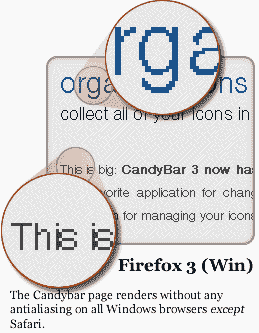 rga
orga ons
collect all of your icons in
This is big: CandyBar 3 now has
vorite application for chang
n for managing your icons
This is
Firefox 3 (Win)
The Candybar page renders without any
antialiasing on all Windows browsers except
Safari.